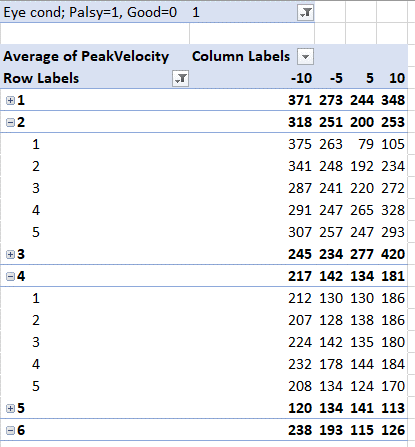 Eye cond; Palsy=1, Good=0 1
Average of PeakVelocity Column Labels
Row Labels -10 -5 5 10
1 371 273 244 348
2 318 251 200 253
1 375 263 79 105
2 341 248 192 234
3 287 241 220 272
4 291 247 265 328
5 307 257 247 293
3 245 234 277 420
4 217 142 134 181
1 212 130 130 186
2 207 128 138 186
3 224 142 135 180
4 232 178 144 184
5 208 134 124 170
5 120 134 141 113
6 238 193 115 126